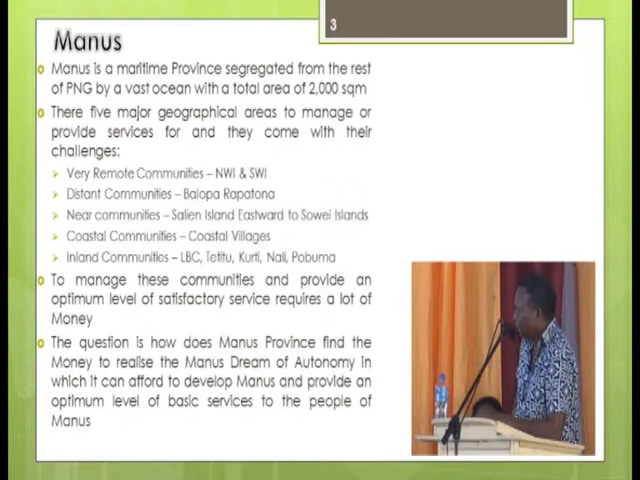 3
Manus
Manus is a maritime Province segregated from the rest
of PNG by a vast ocean with a total area of 2,000 sqm
There five major geographical areas to manage or
provide services for and they come with their
challenges:
Very Remote Communities – NWI & SWI
Distant Communities – Balopa Rapatona
Near communities – Salien Island Eastward to Sowei Islands
Coastal Communities – Coastal Villages
Inland Communities – LBC, Tetitu, Kurti, Nali, Pobuma
To manage these communities and provide an
optimum level of satisfactory service requires a lot of
Money
The question is how does Manus Province find the
Money to realise the Manus Dream of Autonomy in
which it can afford to develop Manus and provide an
optimum level of basic services to the people of
Manus